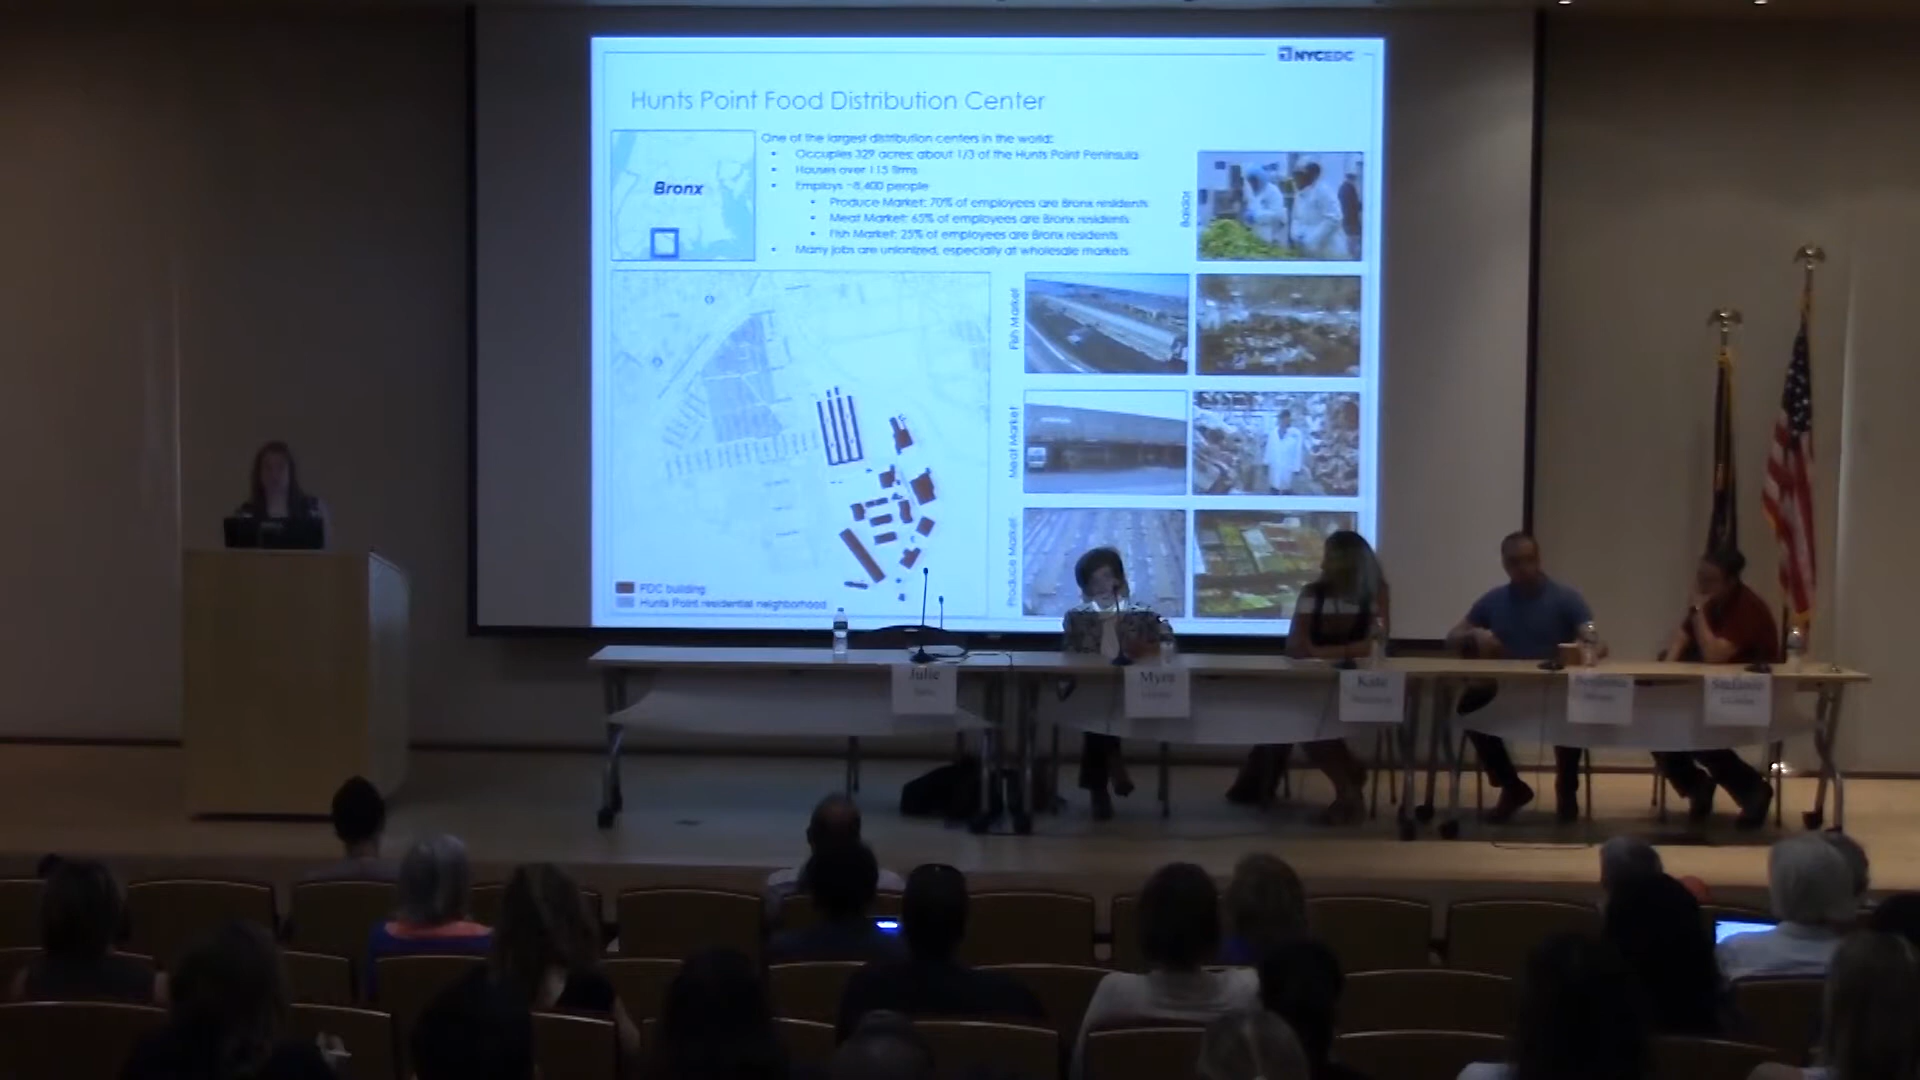 NYCEDC
Hunts Point Food Distribution Center
One of the largest distribution centers in the world:
• Occupies 329 acres; about 1/3 of the Hunts Point Peninsula
• Houses over 115 firms
• Employs ~8,400 people
• Produce Market: 70% of employees are Bronx residents
• Meat Market: 65% of employees are Bronx residents
• Fish Market: 25% of employees are Bronx residents
• Many jobs are unionized, especially at wholesale markets
Bronx
Baldor
Fish Market
Meat Market
Produce Market
FDC building
Hunts Point residential neighborhood
Julie
Myra
Kate